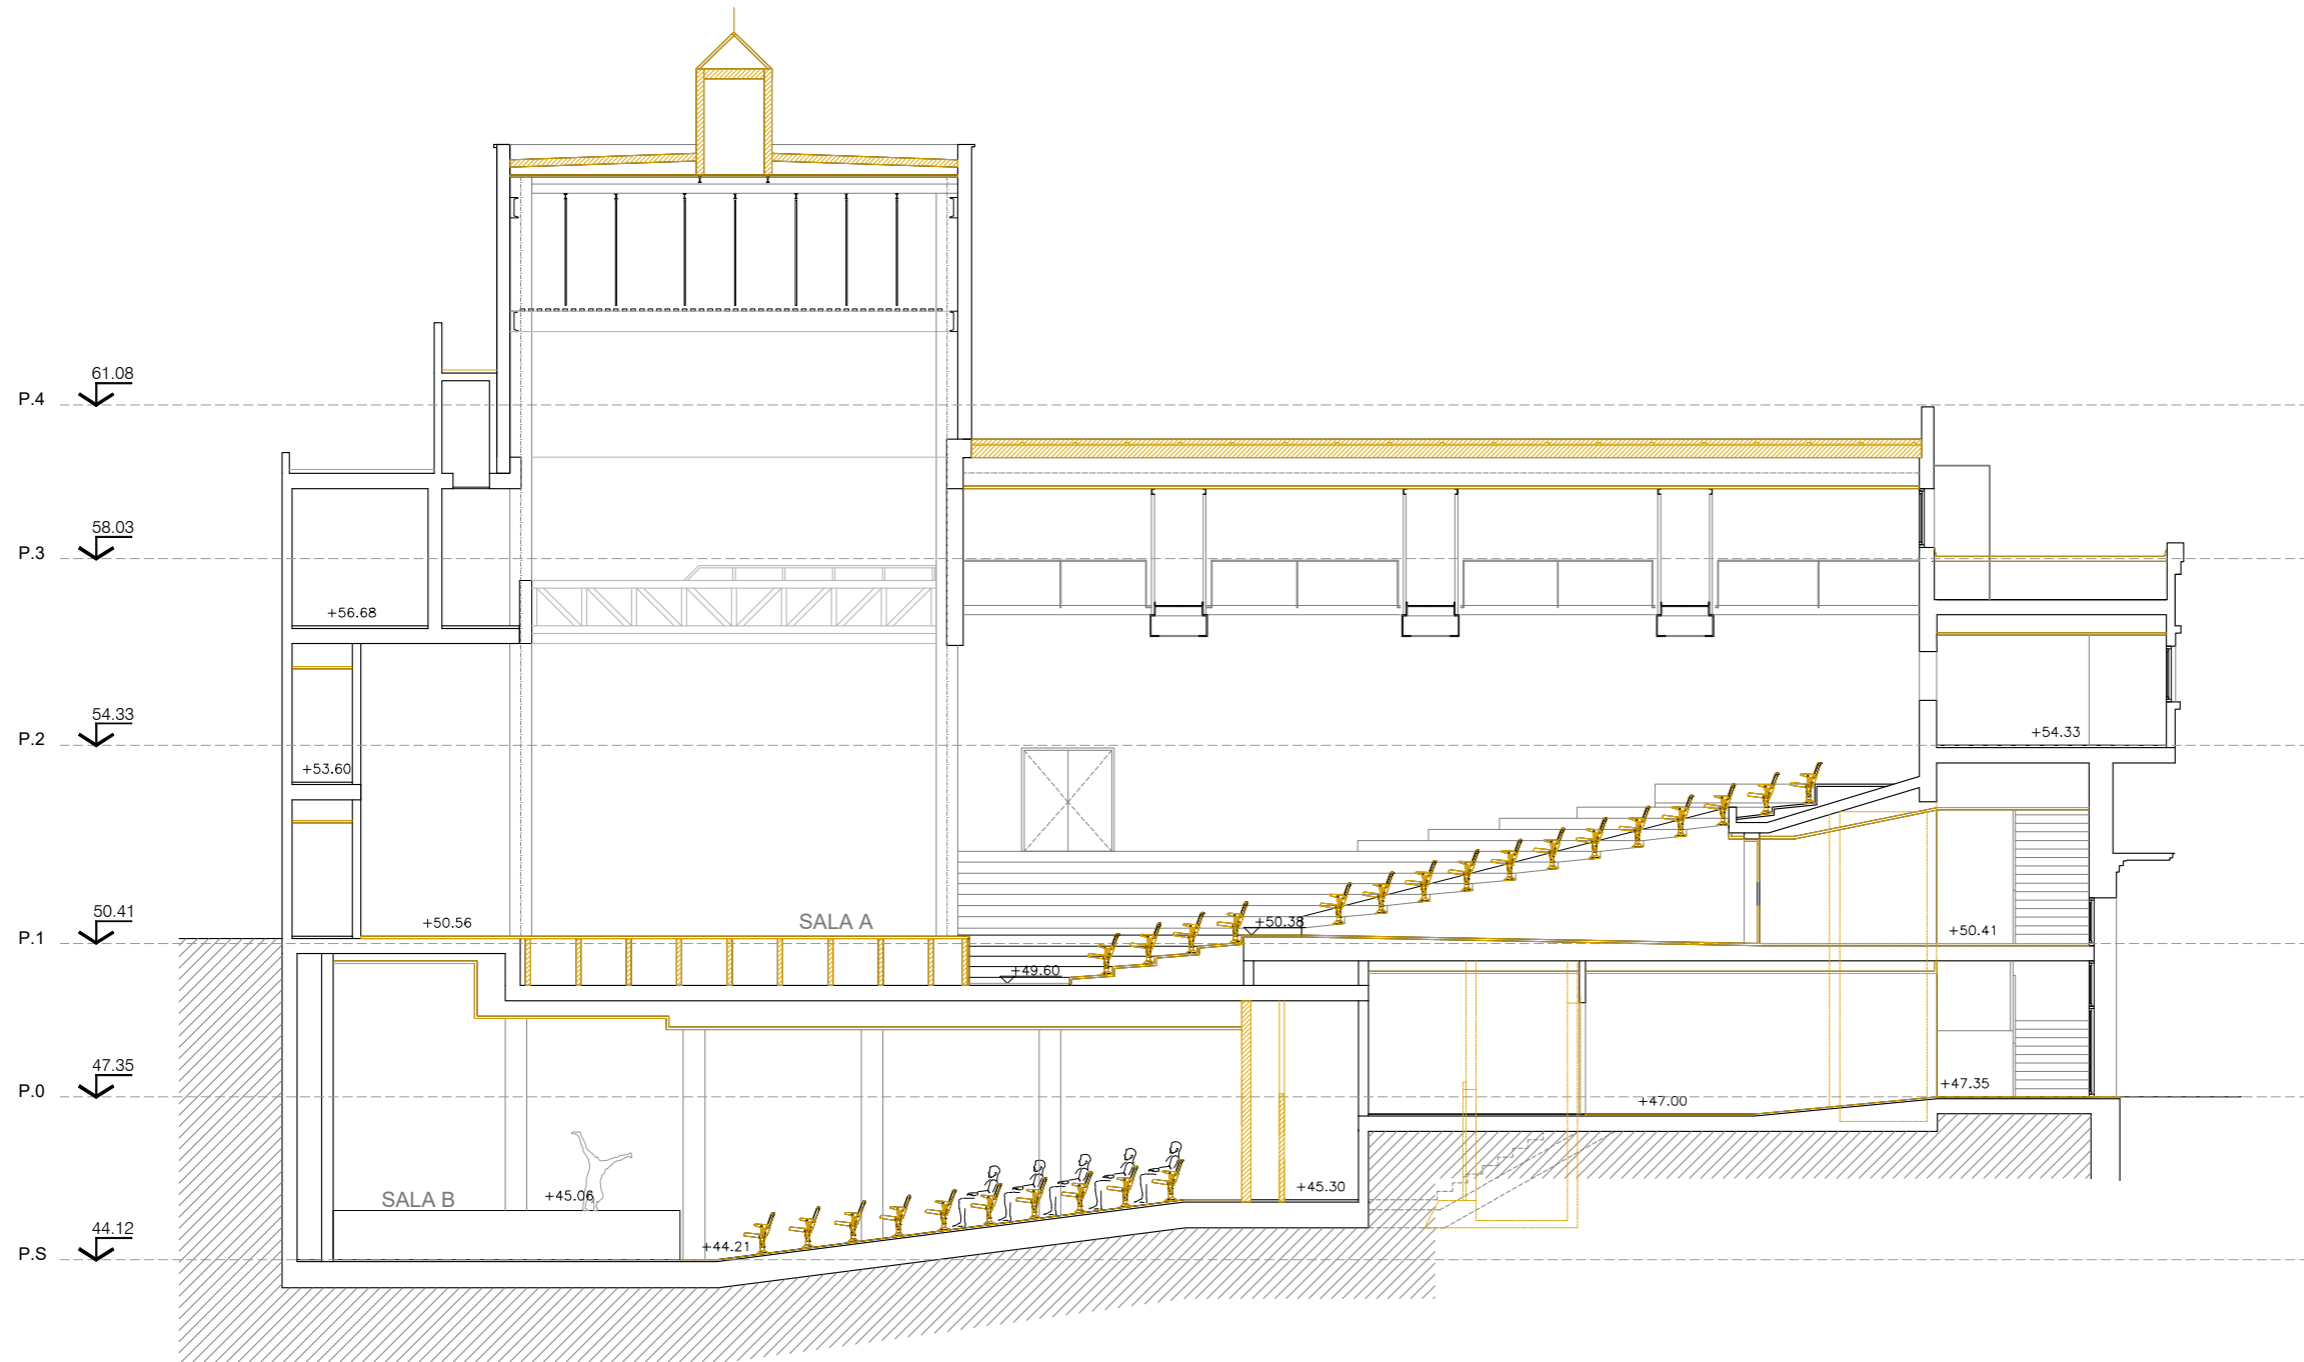 61.08
P.4
58.03
P.3
+56.68
54.33
P.2
+54.33
+53.60
50.41
P.1
+50.56
SALA A
+50.38
+50.41
+49.60
47.35
P.0
+47.35
+47.00
SALA B
+45.06
+45.30
44.12
P.S
+44.21